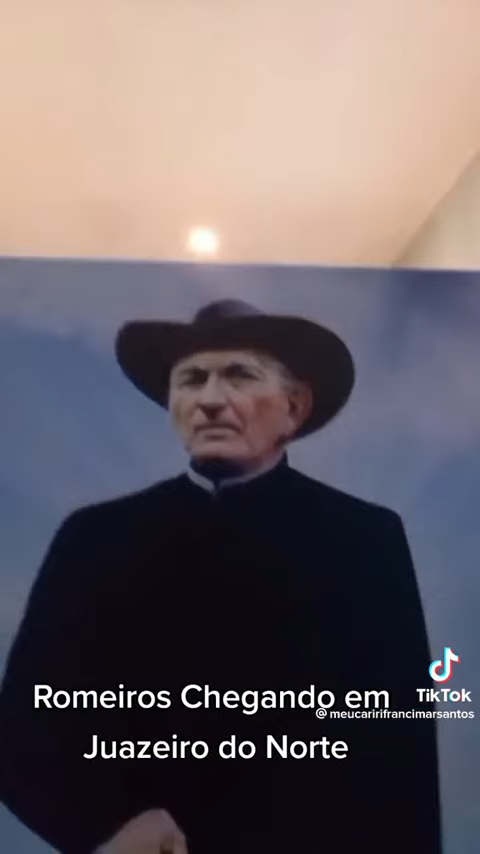 Romeiros Chegando em
Juazeiro do Norte
TikTok
@meucaririfrancimarsantos